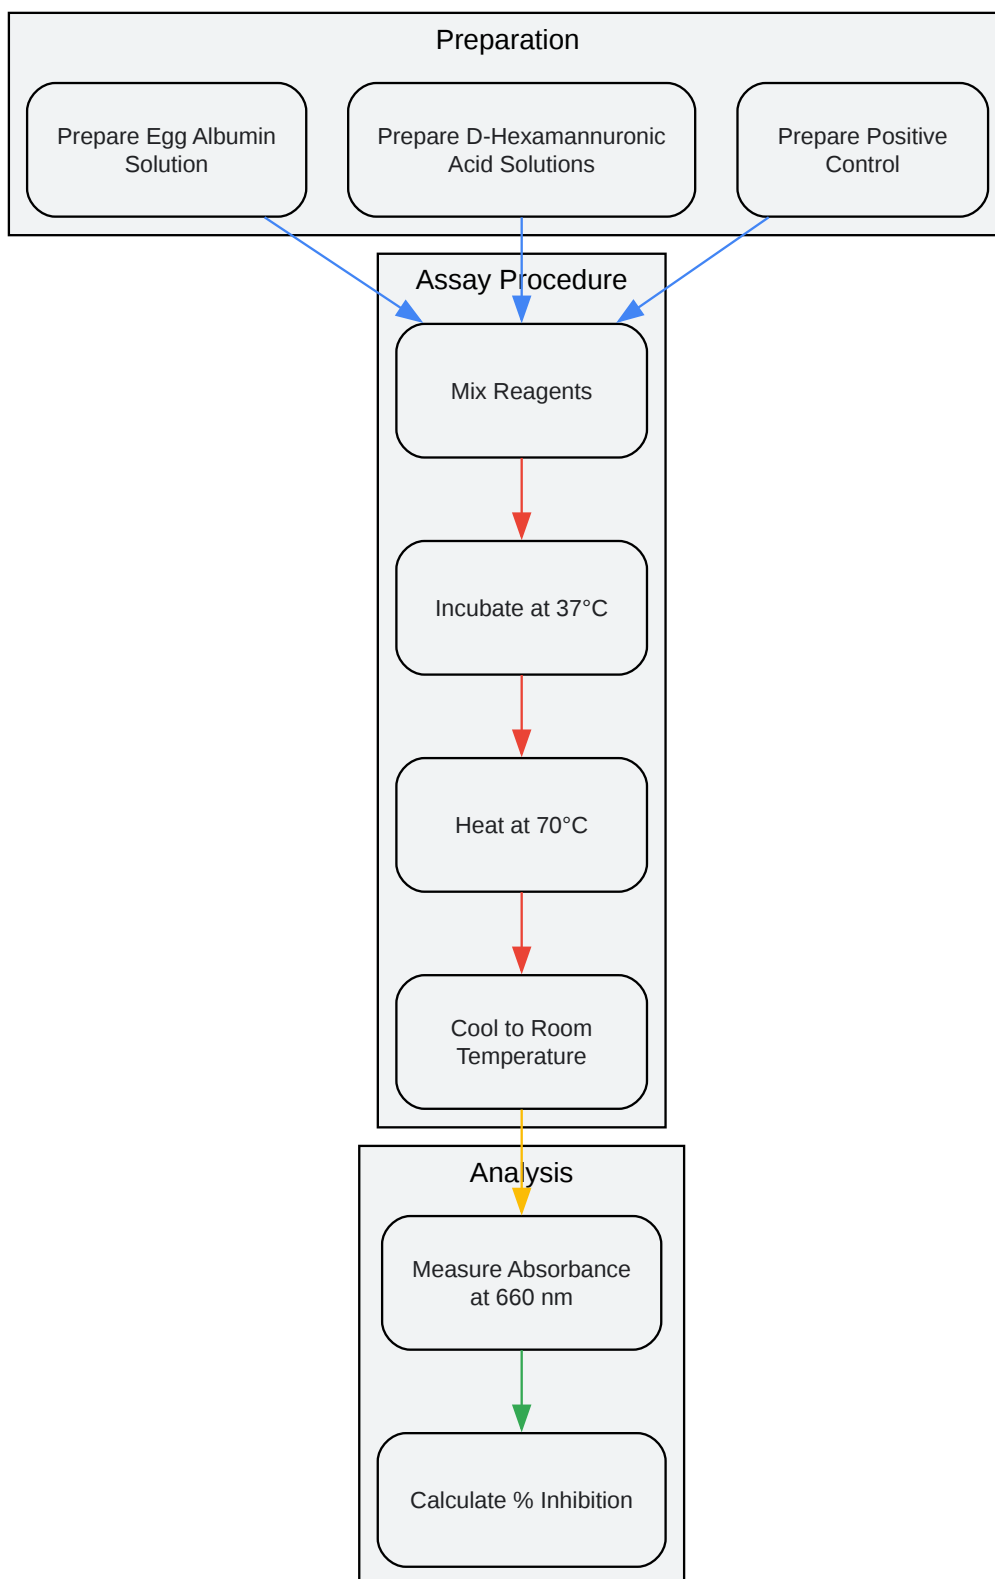 Preparation
Prepare Egg Albumin
Solution
Prepare D-Hexamannuronic
Acid Solutions
Prepare Positive
Control
Assay Procedure
Mix Reagents
Incubate at 37°C
Heat at 70°C
Cool to Room
Temperature
Analysis
Measure Absorbance
at 660 nm
Calculate % Inhibition